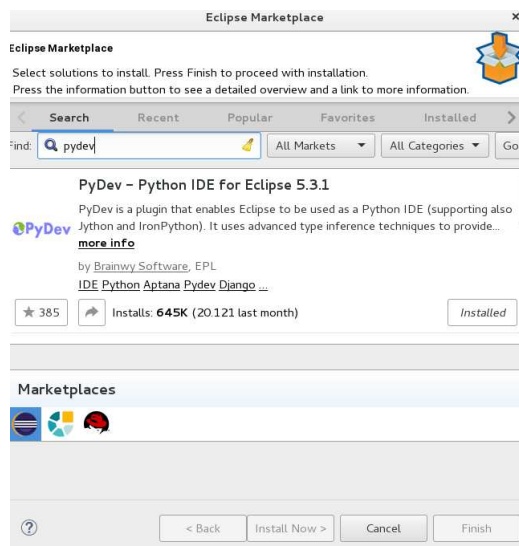 Eclipse Marketplace
Eclipse Marketplace
Select solutions to install. Press Finish to proceed with installation.
Press the information button to see a detailed overview and a link to more information.
Search Recent Popular Favorites Installed
Find: pydev All Markets All Categories Go
PyDev - Python IDE for Eclipse 5.3.1
PyDev is a plugin that enables Eclipse to be used as a Python IDE (supporting also
PyDev Jython and IronPython). It uses advanced type inference techniques to provide...
more info
by Brainwy Software, EPL
IDE Python Aptana Pydev Django ...
385 Installs: 645K (20.121 last month) Installed
Marketplaces
? < Back Install Now > Cancel Finish